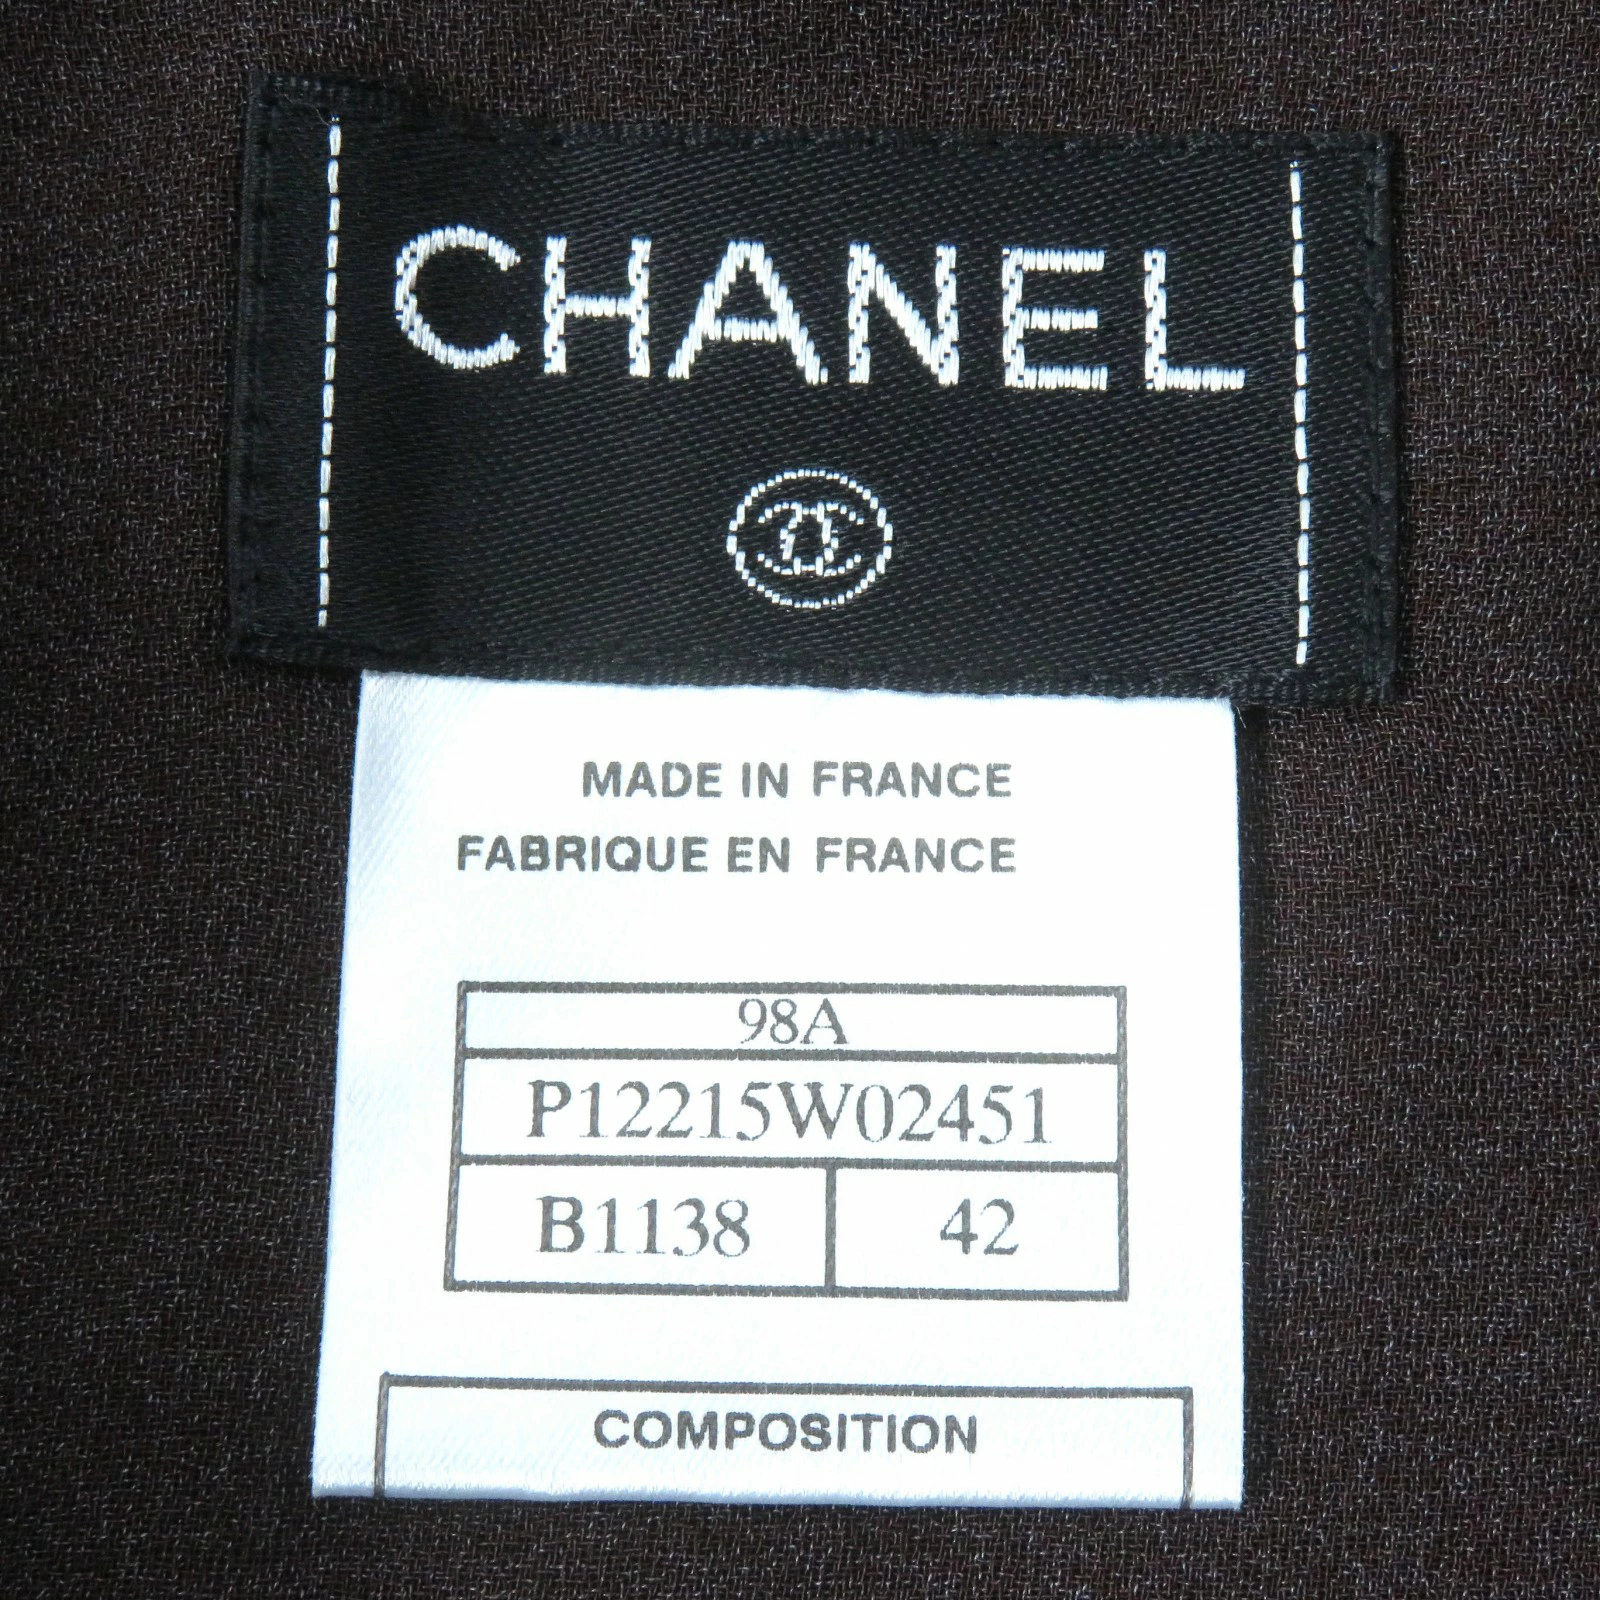 CHANEL
MADE IN FRANCE
FABRIQUE EN FRANCE
98A
P12215W02451
B1138 42
COMPOSITION